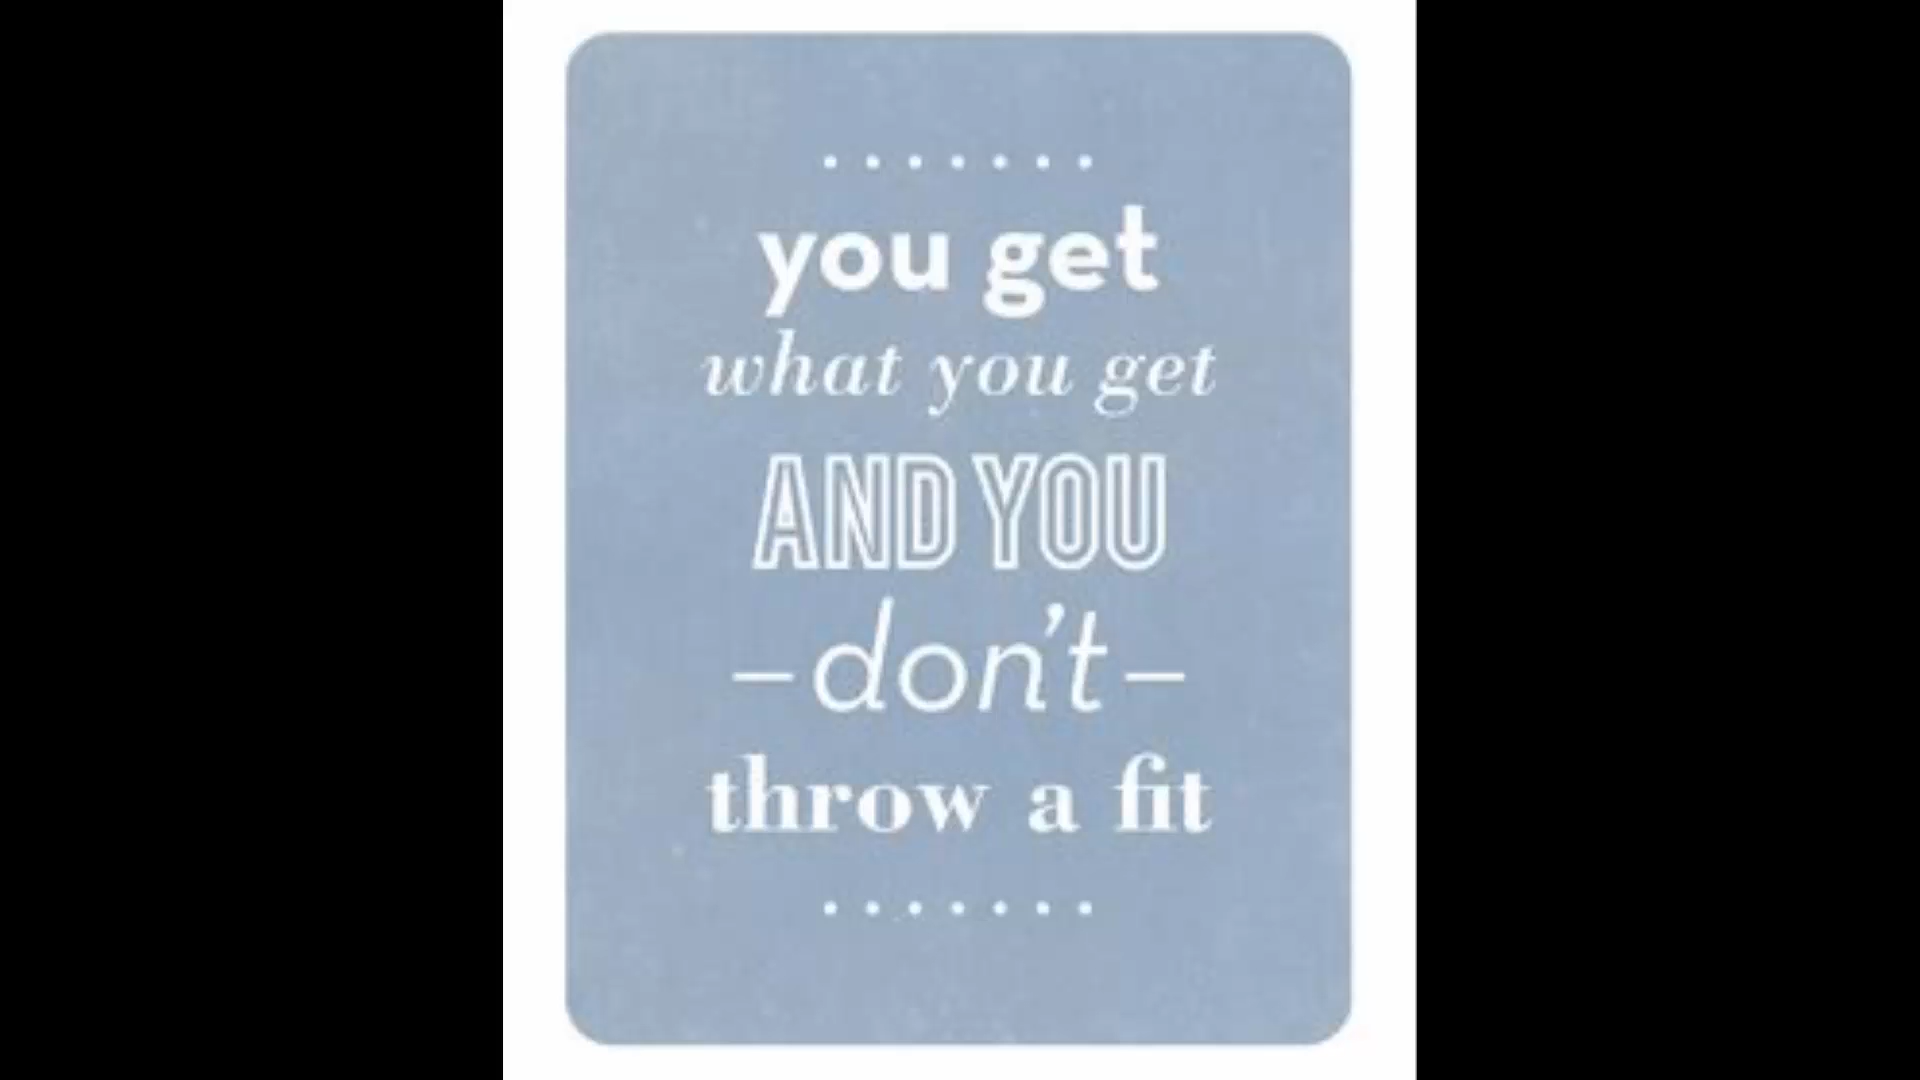 you get
what you get
AND YOU
–don't–
throw a fit